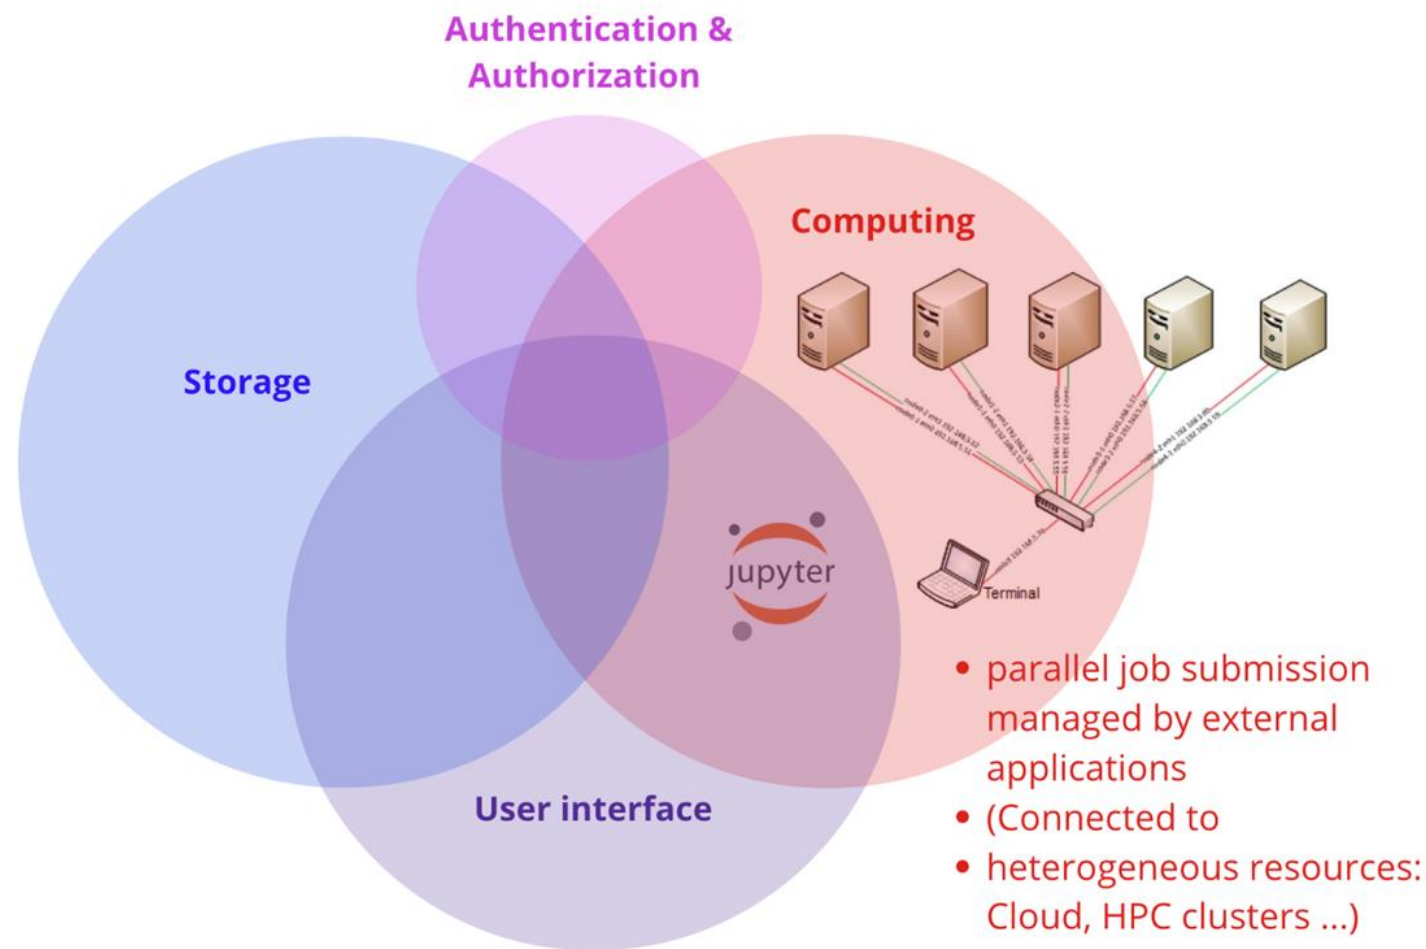 Authentication &
Authorization
Computing
Storage
jupyter
Terminal
User interface
• parallel job submission
managed by external
applications
• (Connected to
• heterogeneous resources:
Cloud, HPC clusters ...)